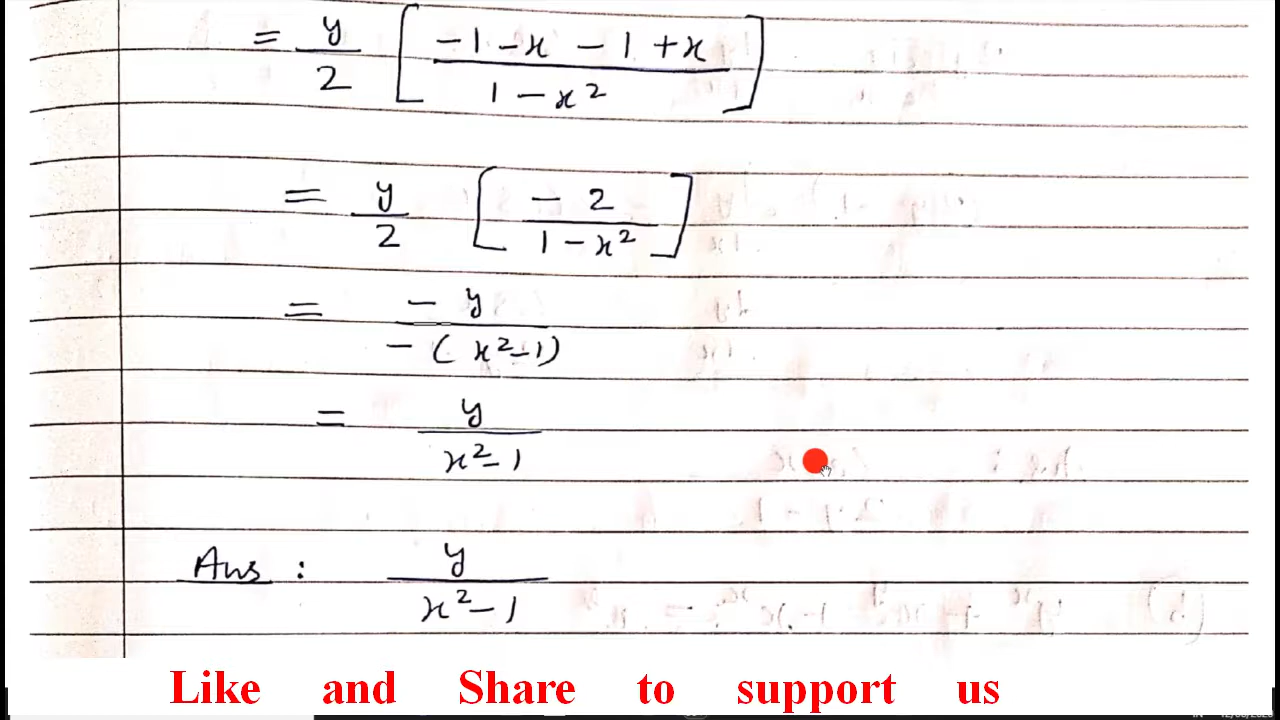 = y/2 [ (-1 - x - 1 + x) / (1 - x²) ]
= y/2 [ -2 / (1 - x²) ]
= -y / -(x² - 1)
= y / (x² - 1)
Ans : y / (x² - 1)
Like and Share to support us